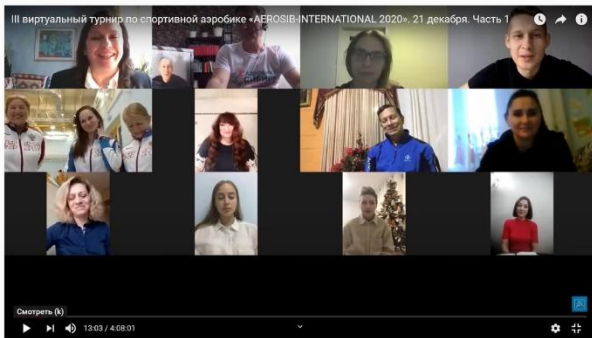 III виртуальный турнир по спортивной аэробике «AEROSIB-INTERNATIONAL 2020». 21 декабря. Часть 1
Смотреть (k)
13:03 / 4:08:01